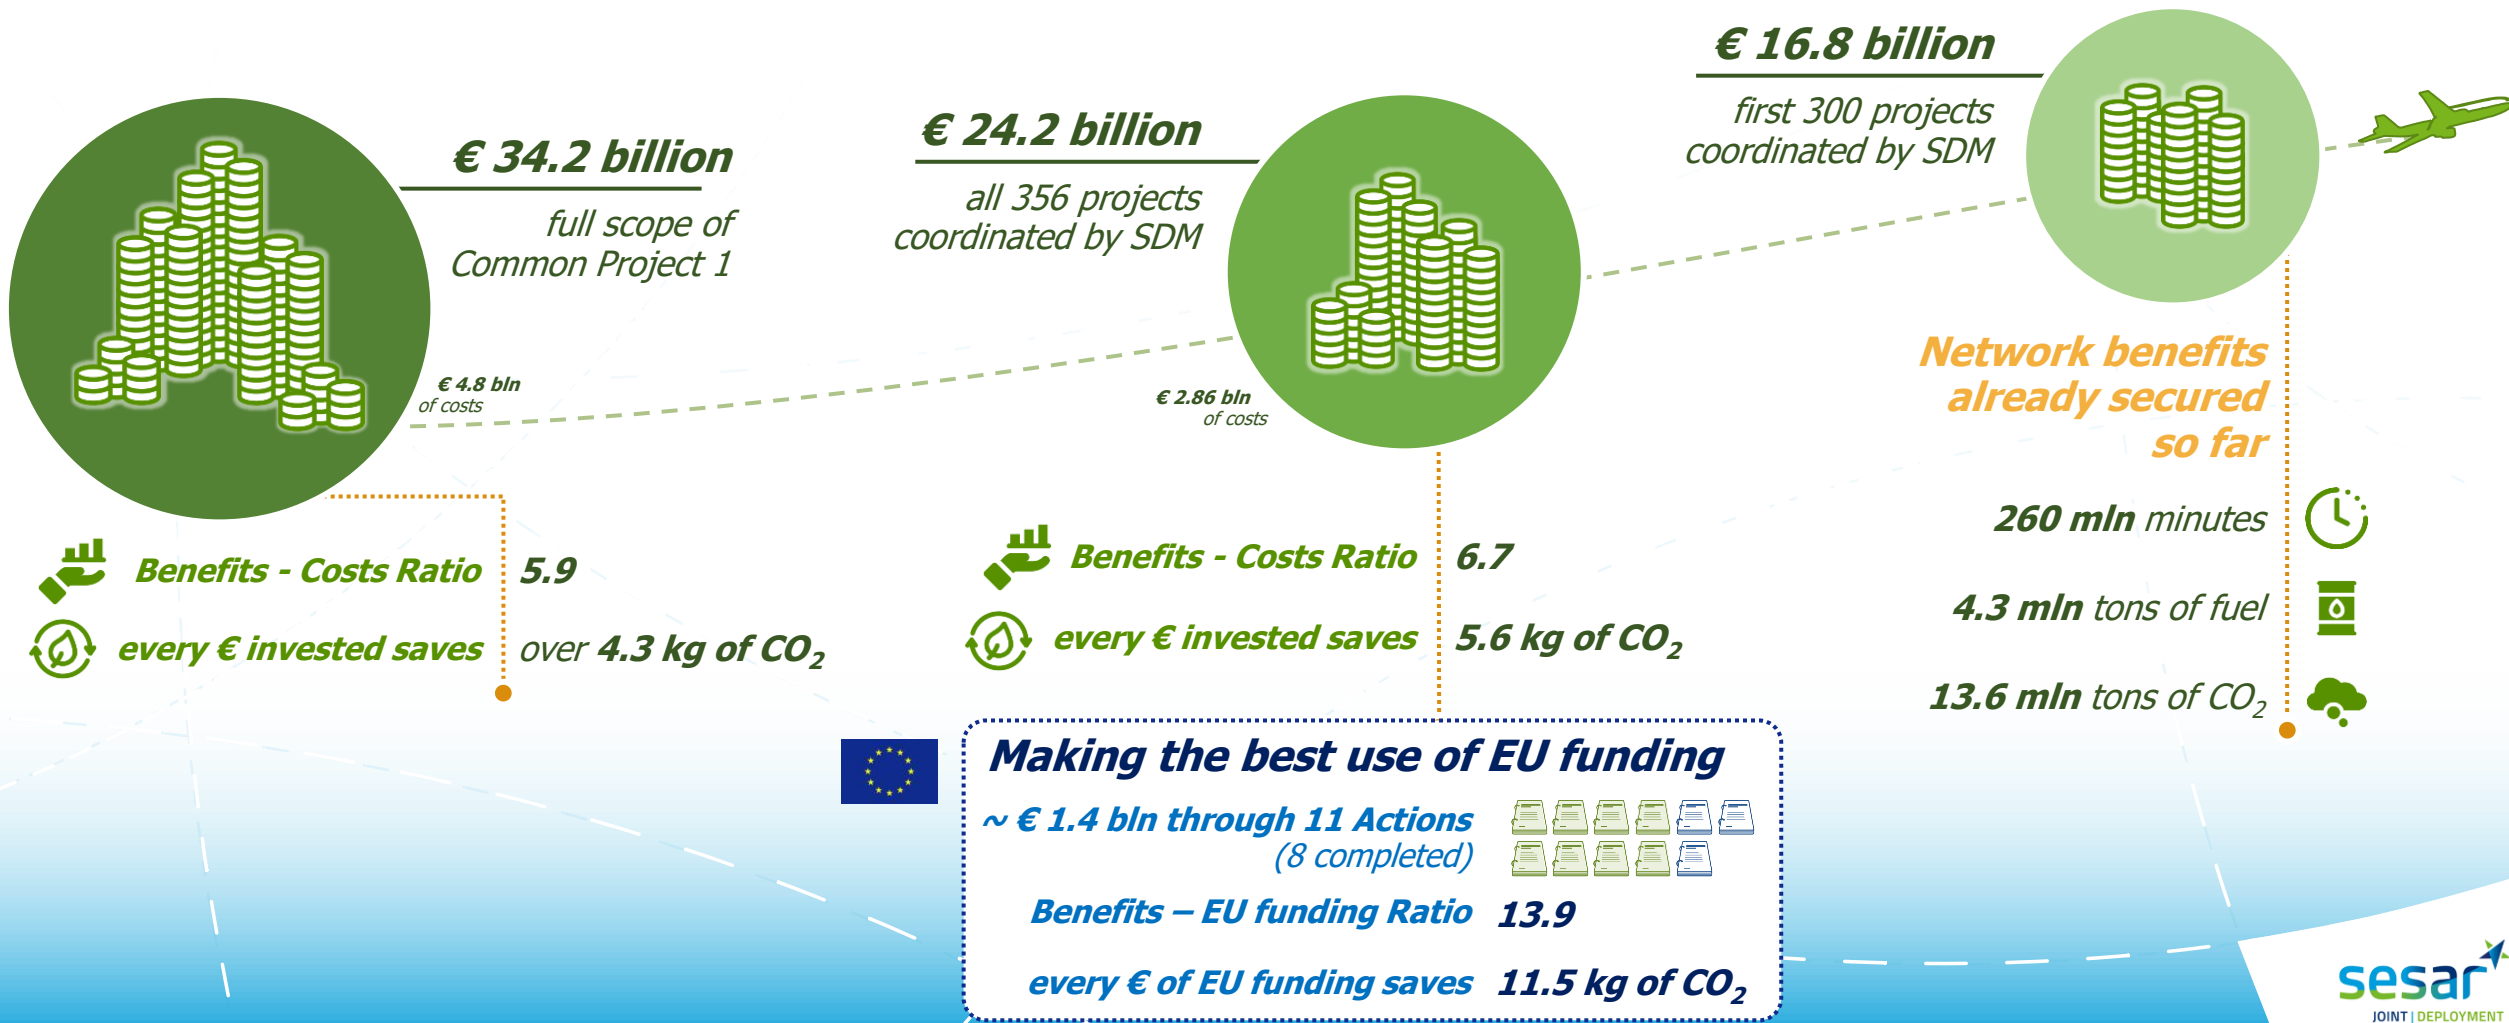 € 34.2 billion
full scope of
Common Project 1
€ 4.8 bln
of costs
Benefits - Costs Ratio 5.9
every € invested saves over 4.3 kg of CO₂
€ 24.2 billion
all 356 projects
coordinated by SDM
€ 2.86 bln
of costs
Benefits - Costs Ratio 6.7
every € invested saves 5.6 kg of CO₂
Making the best use of EU funding
~ € 1.4 bln through 11 Actions
(8 completed)
Benefits – EU funding Ratio 13.9
every € of EU funding saves 11.5 kg of CO₂
€ 16.8 billion
first 300 projects
coordinated by SDM
Network benefits
already secured
so far
260 mln minutes
4.3 mln tons of fuel
13.6 mln tons of CO₂
sesar
JOINT | DEPLOYMENT